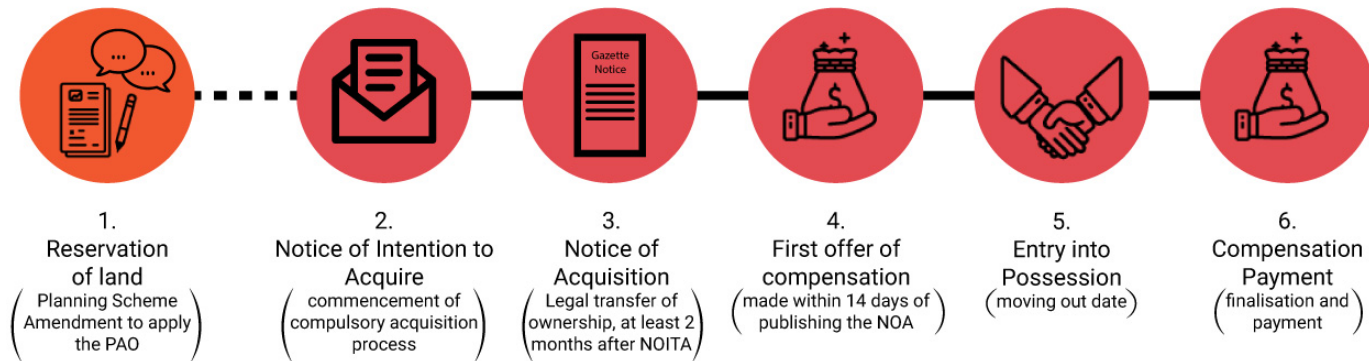 Gazette
Notice
$
$
1.
Reservation
of land
(Planning Scheme
Amendment to apply
the PAO)
2.
Notice of Intention to
Acquire
(commencement of
compulsory acquisition
process)
3.
Notice of
Acquisition
(Legal transfer of
ownership, at least 2
months after NOITA)
4.
First offer of
compensation
(made within 14 days of
publishing the NOA)
5.
Entry into
Possession
(moving out date)
6.
Compensation
Payment
(finalisation and
payment)